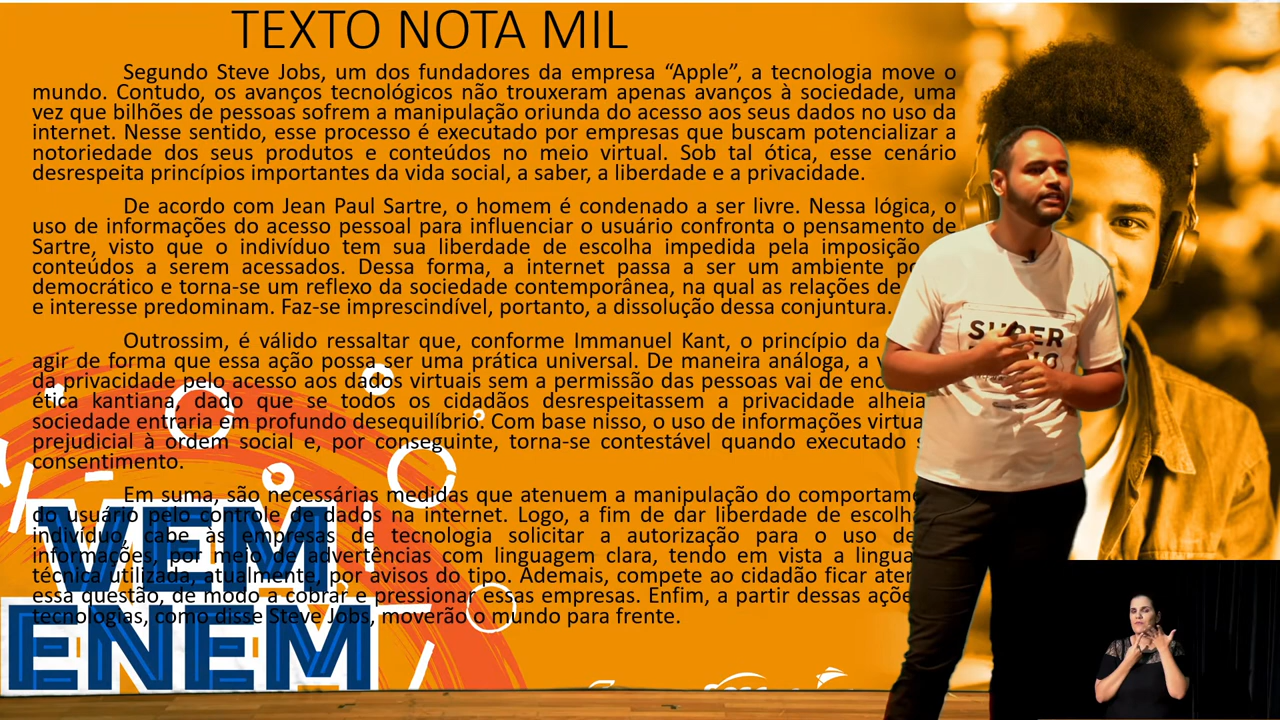 TEXTO NOTA MIL
Segundo Steve Jobs, um dos fundadores da empresa “Apple”, a tecnologia move o
mundo. Contudo, os avanços tecnológicos não trouxeram apenas avanços à sociedade, uma
vez que bilhões de pessoas sofrem a manipulação oriunda do acesso aos seus dados no uso da
internet. Nesse sentido, esse processo é executado por empresas que buscam potencializar a
notoriedade dos seus produtos e conteúdos no meio virtual. Sob tal ótica, esse cenário
desrespeita princípios importantes da vida social, a saber, a liberdade e a privacidade.
De acordo com Jean Paul Sartre, o homem é condenado a ser livre. Nessa lógica, o
uso de informações do acesso pessoal para influenciar o usuário confronta o pensamento de
Sartre, visto que o indivíduo tem sua liberdade de escolha impedida pela imposição
conteúdos a serem acessados. Dessa forma, a internet passa a ser um ambiente
democrático e torna-se um reflexo da sociedade contemporânea, na qual as relações de
e interesse predominam. Faz-se imprescindível, portanto, a dissolução dessa conjuntura.
Outrossim, é válido ressaltar que, conforme Immanuel Kant, o princípio da
agir de forma que essa ação possa ser uma prática universal. De maneira análoga, a
da privacidade pelo acesso aos dados virtuais sem a permissão das pessoas vai de
ética kantiana, dado que se todos os cidadãos desrespeitassem a privacidade alheia
sociedade entraria em profundo desequilíbrio. Com base nisso, o uso de informações
prejudicial à ordem social e, por conseguinte, torna-se contestável quando executado
consentimento.
Em suma, são necessárias medidas que atenuem a manipulação do
do usuário pelo controle de dados na internet. Logo, a fim de dar liberdade de
indivíduo, cabe às empresas de tecnologia solicitar a autorização para o uso
informações, por meio de advertências com linguagem clara, tendo em vista a
técnica utilizada, atualmente, por avisos do tipo. Ademais, compete ao cidadão ficar
essa questão, de modo a cobrar e pressionar essas empresas. Enfim, a partir dessas
tecnologias, como disse Steve Jobs, moverão o mundo para frente.
VEM
ENEM